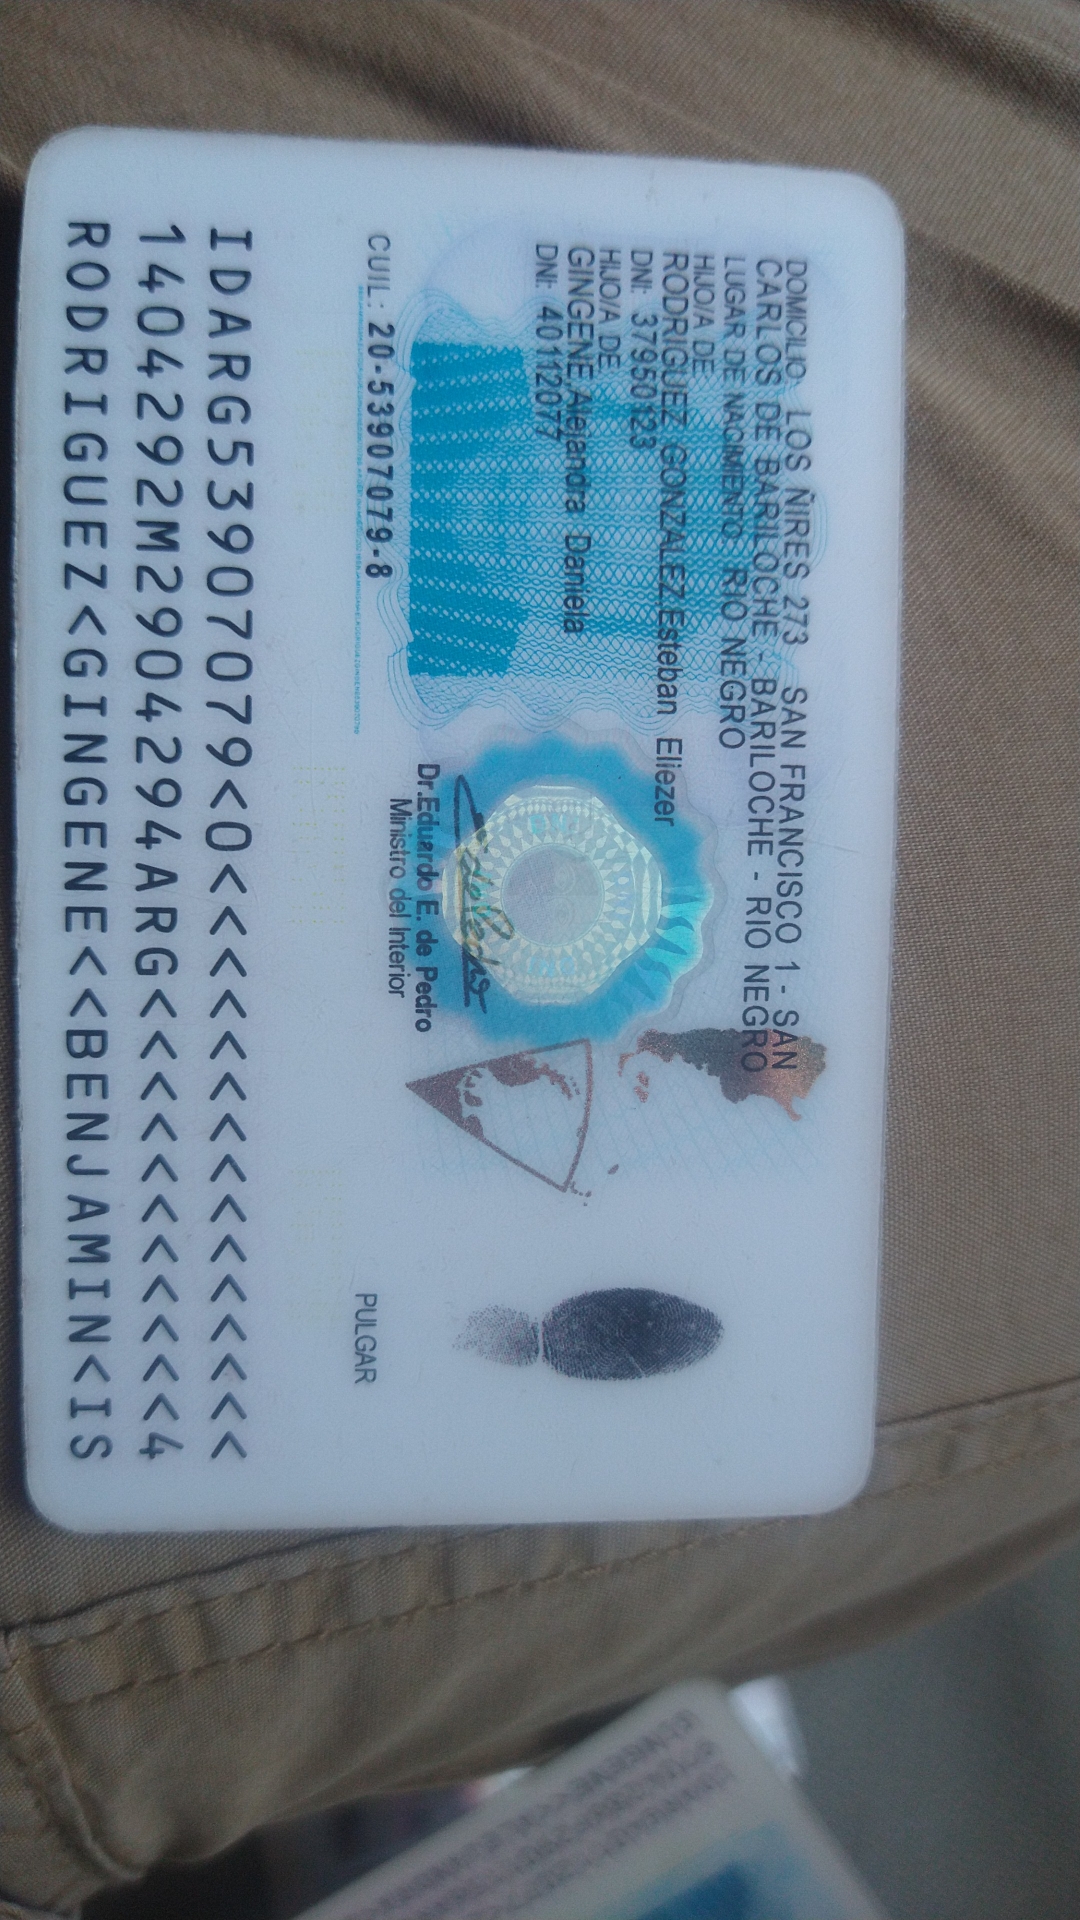 DOMICILIO LOS ÑIRES 273 SAN FRANCISCO 1 - SAN
CARLOS DE BARILOCHE - BARILOCHE - RIO NEGRO
LUGAR DE NACIMIENTO RIO NEGRO
HIJO/A DE
RODRIGUEZ GONZALEZ Esteban Eliezer
DNI: 37950123
HIJO/A DE
GINGENE Alejandra Daniela
DNI: 40112077
Dr.Eduardo E. de Pedro
Ministro del Interior
CUIL: 20-53907079-8
PULGAR
IDARG53907079<0<<<<<<<<<<<<<<<
1404292M2904294ARG<<<<<<<<<<<4
RODRIGUEZ<GINGENE<<BENJAMIN<IS